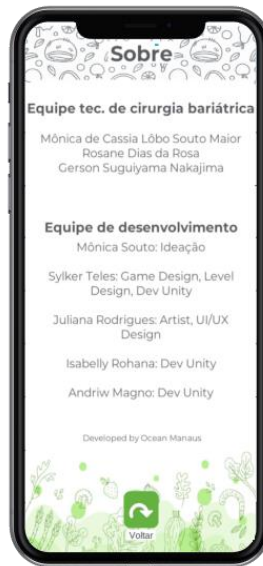 Sobre
Equipe tec. de cirurgia bariátrica
Mônica de Cassia Lôbo Souto Maior
Rosane Dias da Rosa
Gerson Suguiyama Nakajima
Equipe de desenvolvimento
Mônica Souto: Ideação
Sylker Teles: Game Design, Level
Design, Dev Unity
Juliana Rodrigues: Artist, UI/UX
Design
Isabelly Rohana: Dev Unity
Andriw Magno: Dev Unity
Developed by Ocean Manaus
Voltar